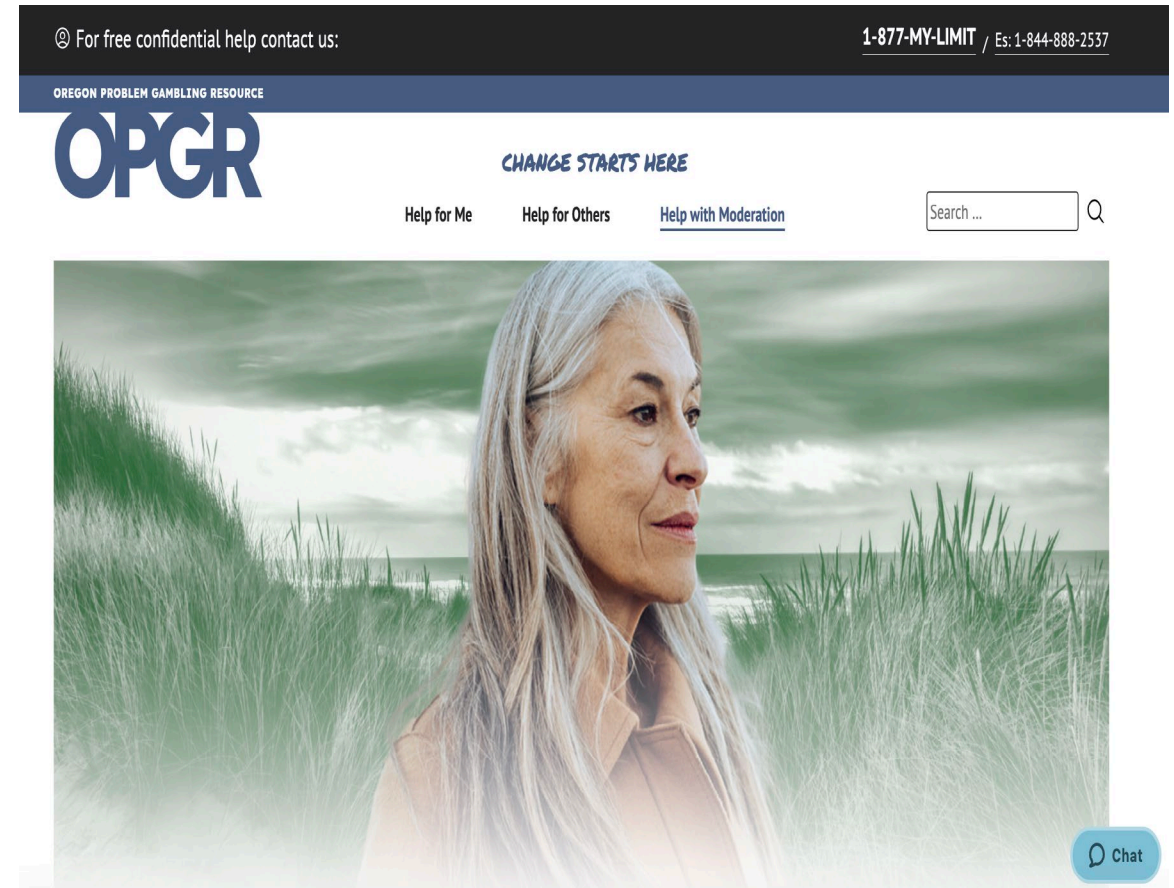 For free confidential help contact us:
1-877-MY-LIMIT / Es: 1-844-888-2537
OREGON PROBLEM GAMBLING RESOURCE
OPGR
CHANGE STARTS HERE
Help for Me
Help for Others
Help with Moderation
Search ...
Chat